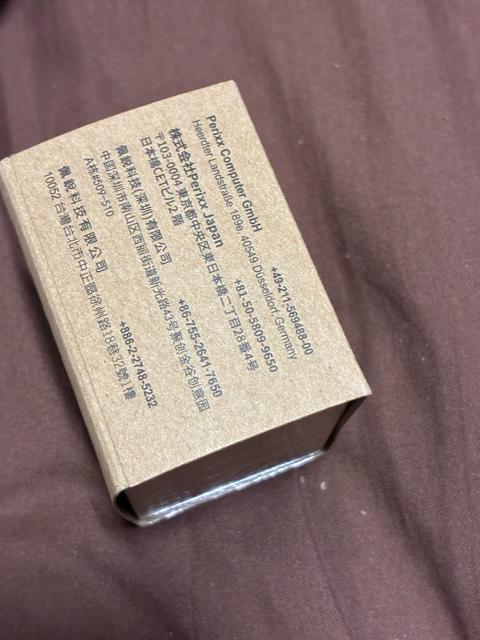 Perixx Computer GmbH +49-211-569488-00
Heerdter Landstraße 189e, 40549 Düsseldorf, Germany
株式会社Perixx Japan +81-50-5809-9650
〒103-0004 東京都中央区東日本橋二丁目28番4号
日本橋CETビル2階
佩銳科技(深圳)有限公司 +86-755-2641-7650
中国深圳市南山区西丽街道新光路43号聚创金谷创意园
A栋#509-510
佩銳科技有限公司 +886-2-2748-5232
10052 台灣台北市中正區徐州路18巷32號1樓